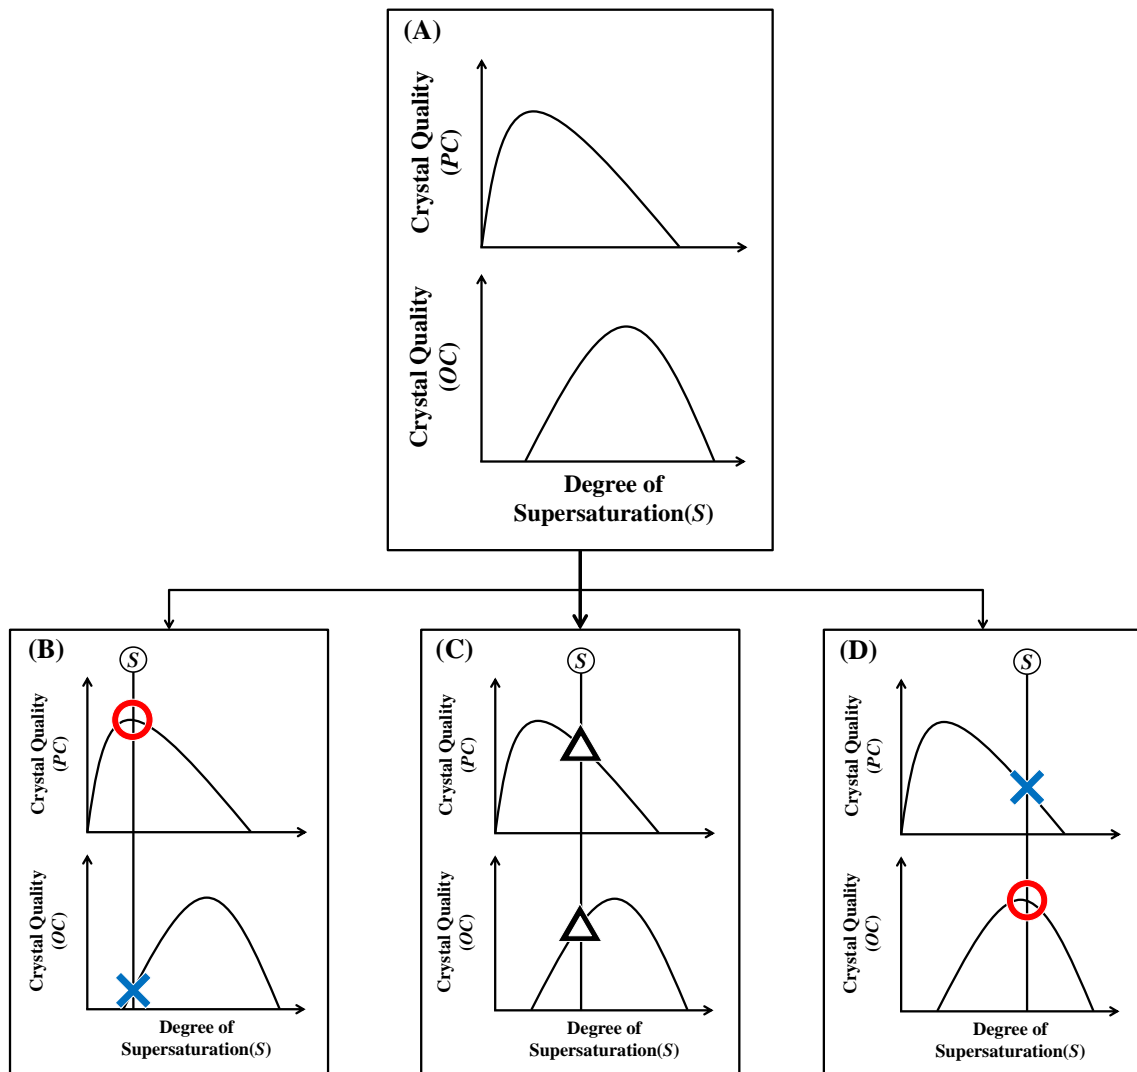 (A)
Crystal Quality
(PC)
Crystal Quality
(OC)
Degree of
Supersaturation(S)
(B)
S
Crystal Quality
(PC)
Crystal Quality
(OC)
Degree of
Supersaturation(S)
(C)
S
Crystal Quality
(PC)
Crystal Quality
(OC)
Degree of
Supersaturation(S)
(D)
S
Crystal Quality
(PC)
Crystal Quality
(OC)
Degree of
Supersaturation(S)